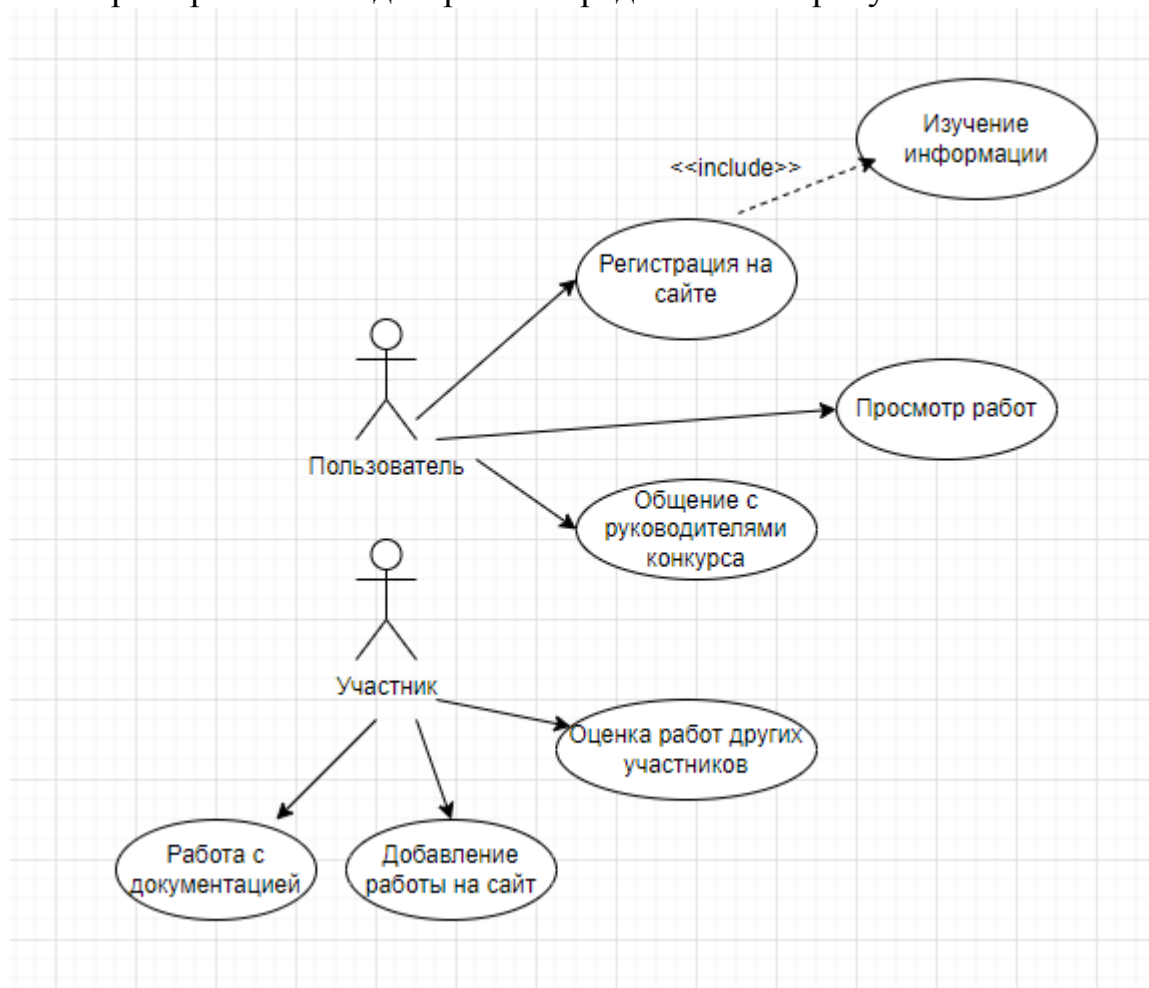 Изучение
информации
<<include>>
Регистрация на
сайте
Просмотр работ
Пользователь
Общение с
руководителями
конкурса
Участник
Оценка работ других
участников
Работа с
документацией
Добавление
работы на сайт